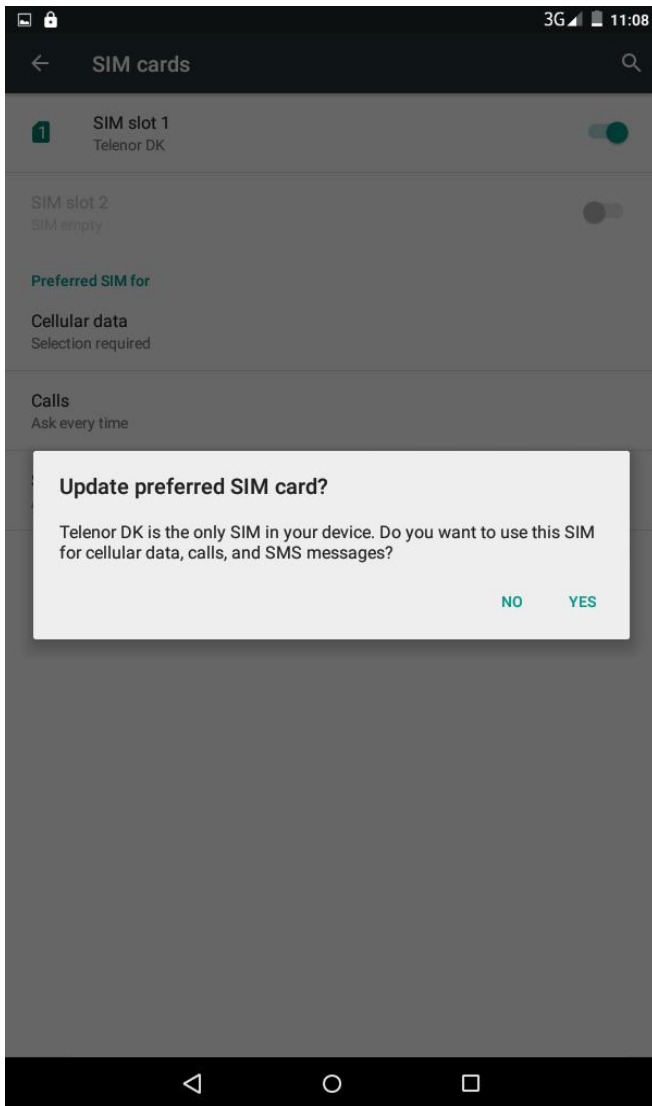 3G 11:08
SIM cards
1
SIM slot 1
Telenor DK
SIM slot 2
SIM empty
Preferred SIM for
Cellular data
Selection required
Calls
Ask every time
Update preferred SIM card?
Telenor DK is the only SIM in your device. Do you want to use this SIM
for cellular data, calls, and SMS messages?
NO YES